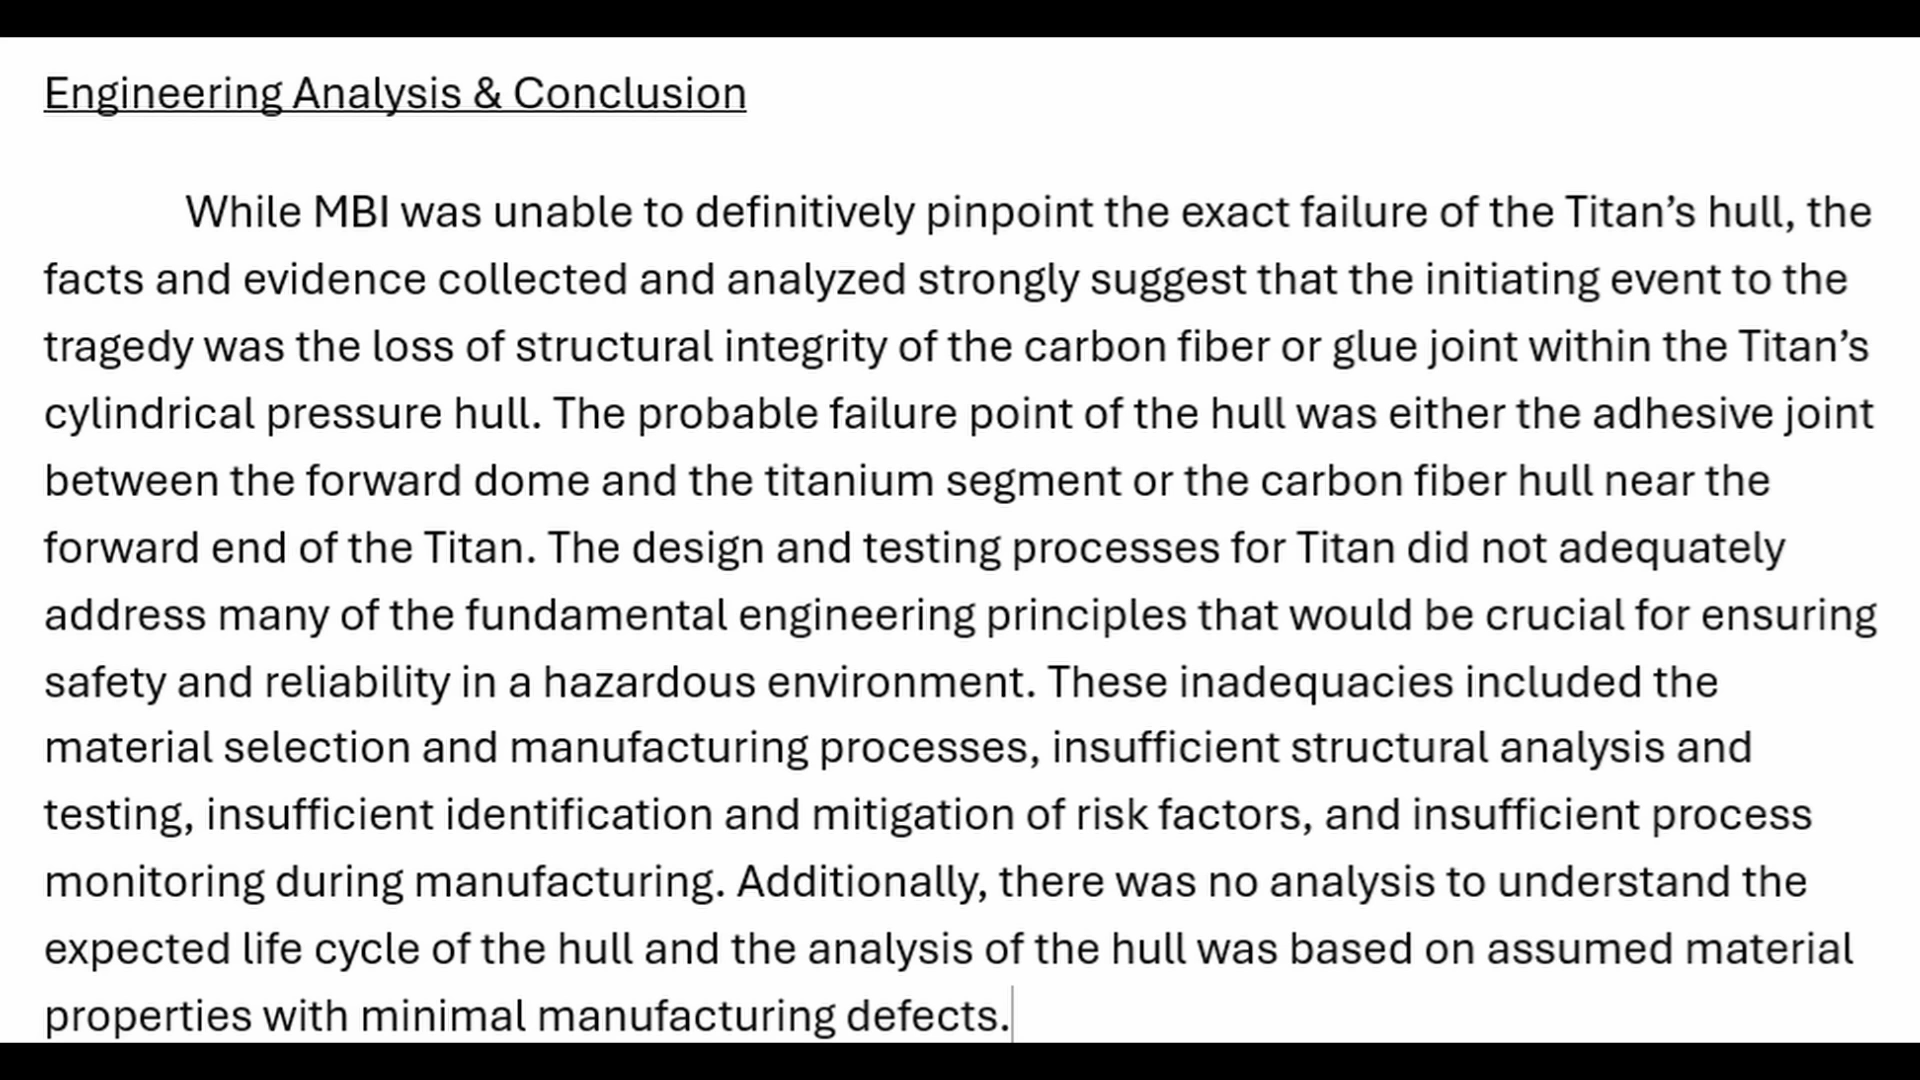 Engineering Analysis & Conclusion
While MBI was unable to definitively pinpoint the exact failure of the Titan’s hull, the
facts and evidence collected and analyzed strongly suggest that the initiating event to the
tragedy was the loss of structural integrity of the carbon fiber or glue joint within the Titan’s
cylindrical pressure hull. The probable failure point of the hull was either the adhesive joint
between the forward dome and the titanium segment or the carbon fiber hull near the
forward end of the Titan. The design and testing processes for Titan did not adequately
address many of the fundamental engineering principles that would be crucial for ensuring
safety and reliability in a hazardous environment. These inadequacies included the
material selection and manufacturing processes, insufficient structural analysis and
testing, insufficient identification and mitigation of risk factors, and insufficient process
monitoring during manufacturing. Additionally, there was no analysis to understand the
expected life cycle of the hull and the analysis of the hull was based on assumed material
properties with minimal manufacturing defects.